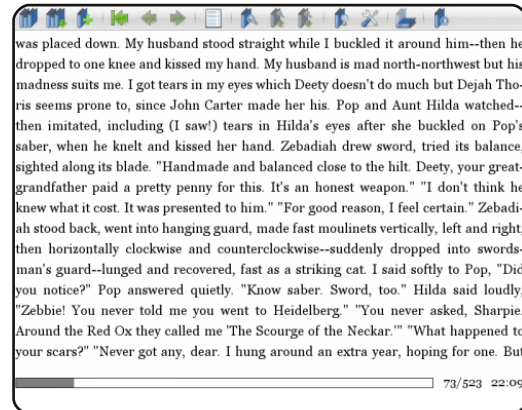 was placed down. My husband stood straight while I buckled it around him--then he
dropped to one knee and kissed my hand. My husband is mad north-northwest but his
madness suits me. I got tears in my eyes which Deety doesn't do much but Dejah Tho-
ris seems prone to, since John Carter made her his. Pop and Aunt Hilda watched--
then imitated, including (I saw!) tears in Hilda's eyes after she buckled on Pop's
saber, when he knelt and kissed her hand. Zebadiah drew sword, tried its balance,
sighted along its blade. "Handmade and balanced close to the hilt. Deety, your great-
grandfather paid a pretty penny for this. It's an honest weapon." "I don't think he
knew what it cost. It was presented to him." "For good reason, I feel certain." Zebadi-
ah stood back, went into hanging guard, made fast moulinets vertically, left and right,
then horizontally clockwise and counterclockwise--suddenly dropped into swords-
man's guard--lunged and recovered, fast as a striking cat. I said softly to Pop, "Did
you notice?" Pop answered quietly. "Know saber. Sword, too." Hilda said loudly,
"Zebbie! You never told me you went to Heidelberg." "You never asked, Sharpie.
Around the Red Ox they called me 'The Scourge of the Neckar.'" "What happened to
your scars?" "Never got any, dear. I hung around an extra year, hoping for one. But
73/523 22:09